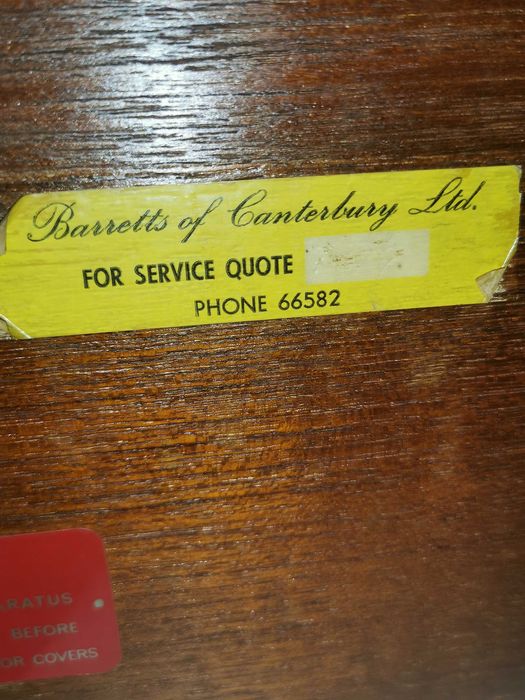 Barretts of Canterbury Ltd.
FOR SERVICE QUOTE
PHONE 66582
ARATUS
BEFORE
OR COVERS